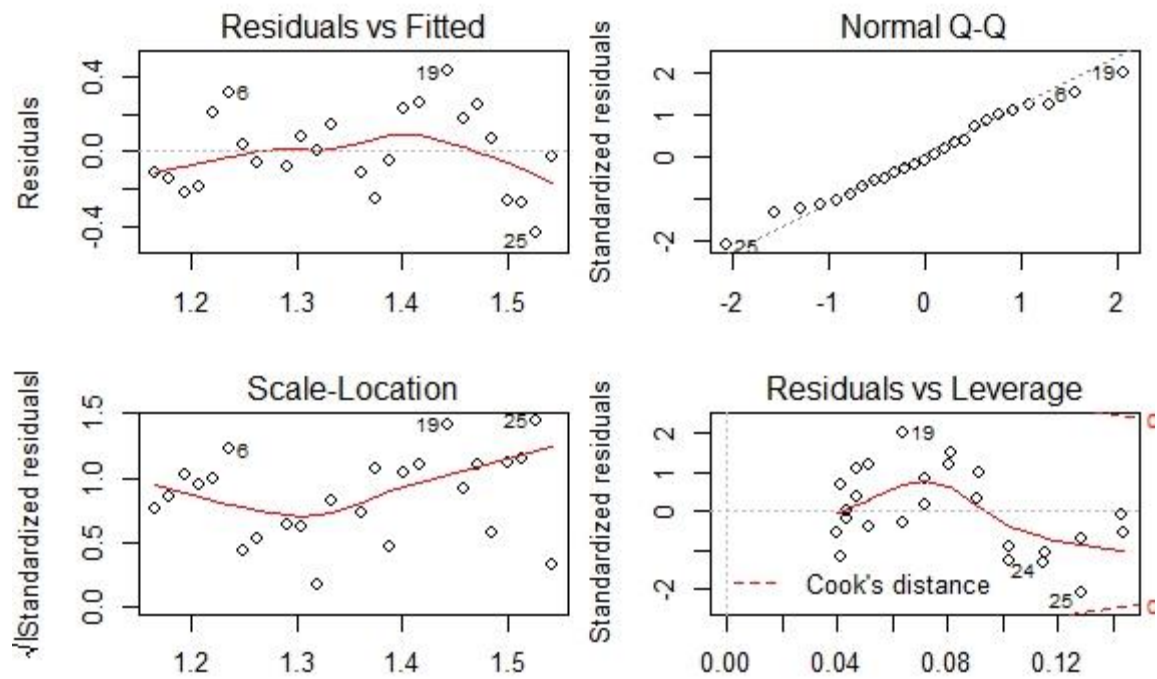 Residuals vs Fitted
Residuals
0.4
0.0
-0.4
6
19
25
1.2 1.3 1.4 1.5
Normal Q-Q
Standardized residuals
2
1
0
-2
19
6
25
-2 -1 0 1 2
Scale-Location
√|Standardized residuals|
1.5
1.0
0.5
0.0
6
19
25
1.2 1.3 1.4 1.5
Residuals vs Leverage
Standardized residuals
2
0
-2
19
24
25
Cook's distance
0.00 0.04 0.08 0.12